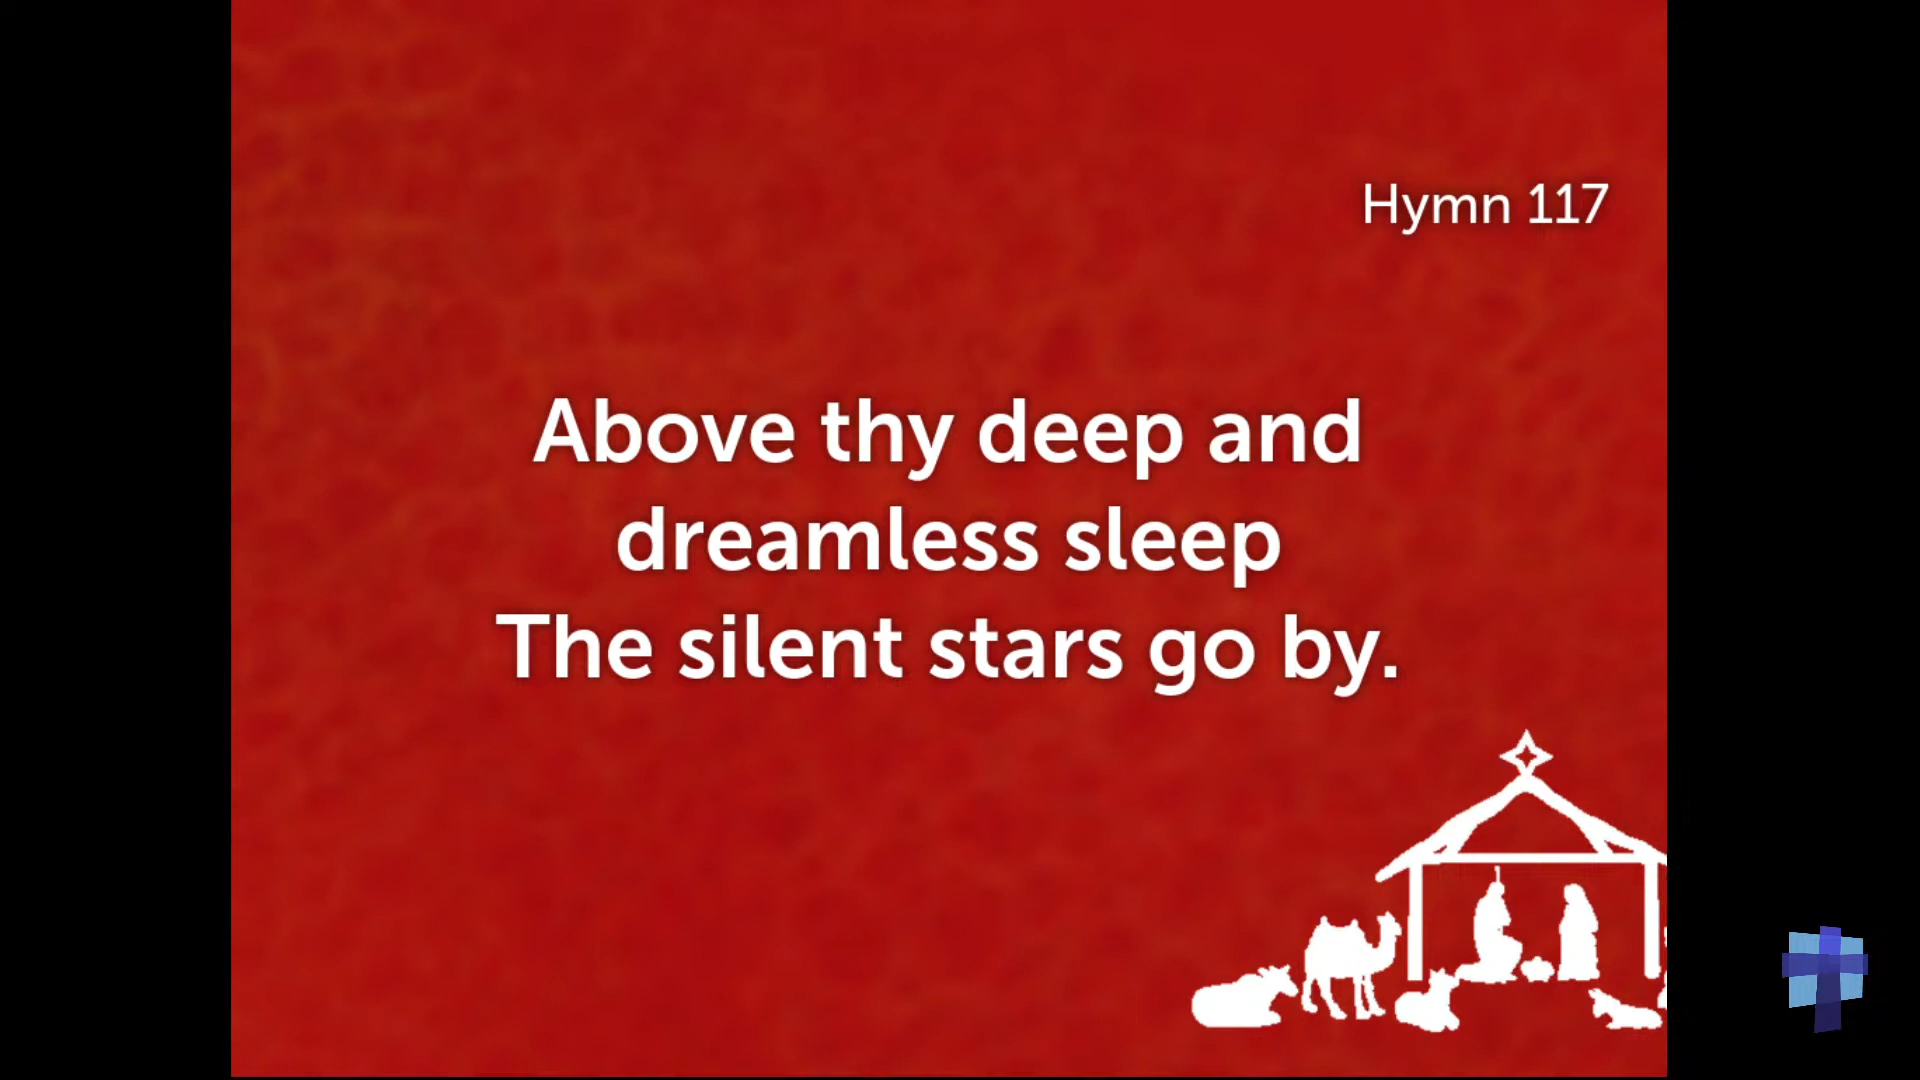 Hymn 117
Above thy deep and
dreamless sleep
The silent stars go by.